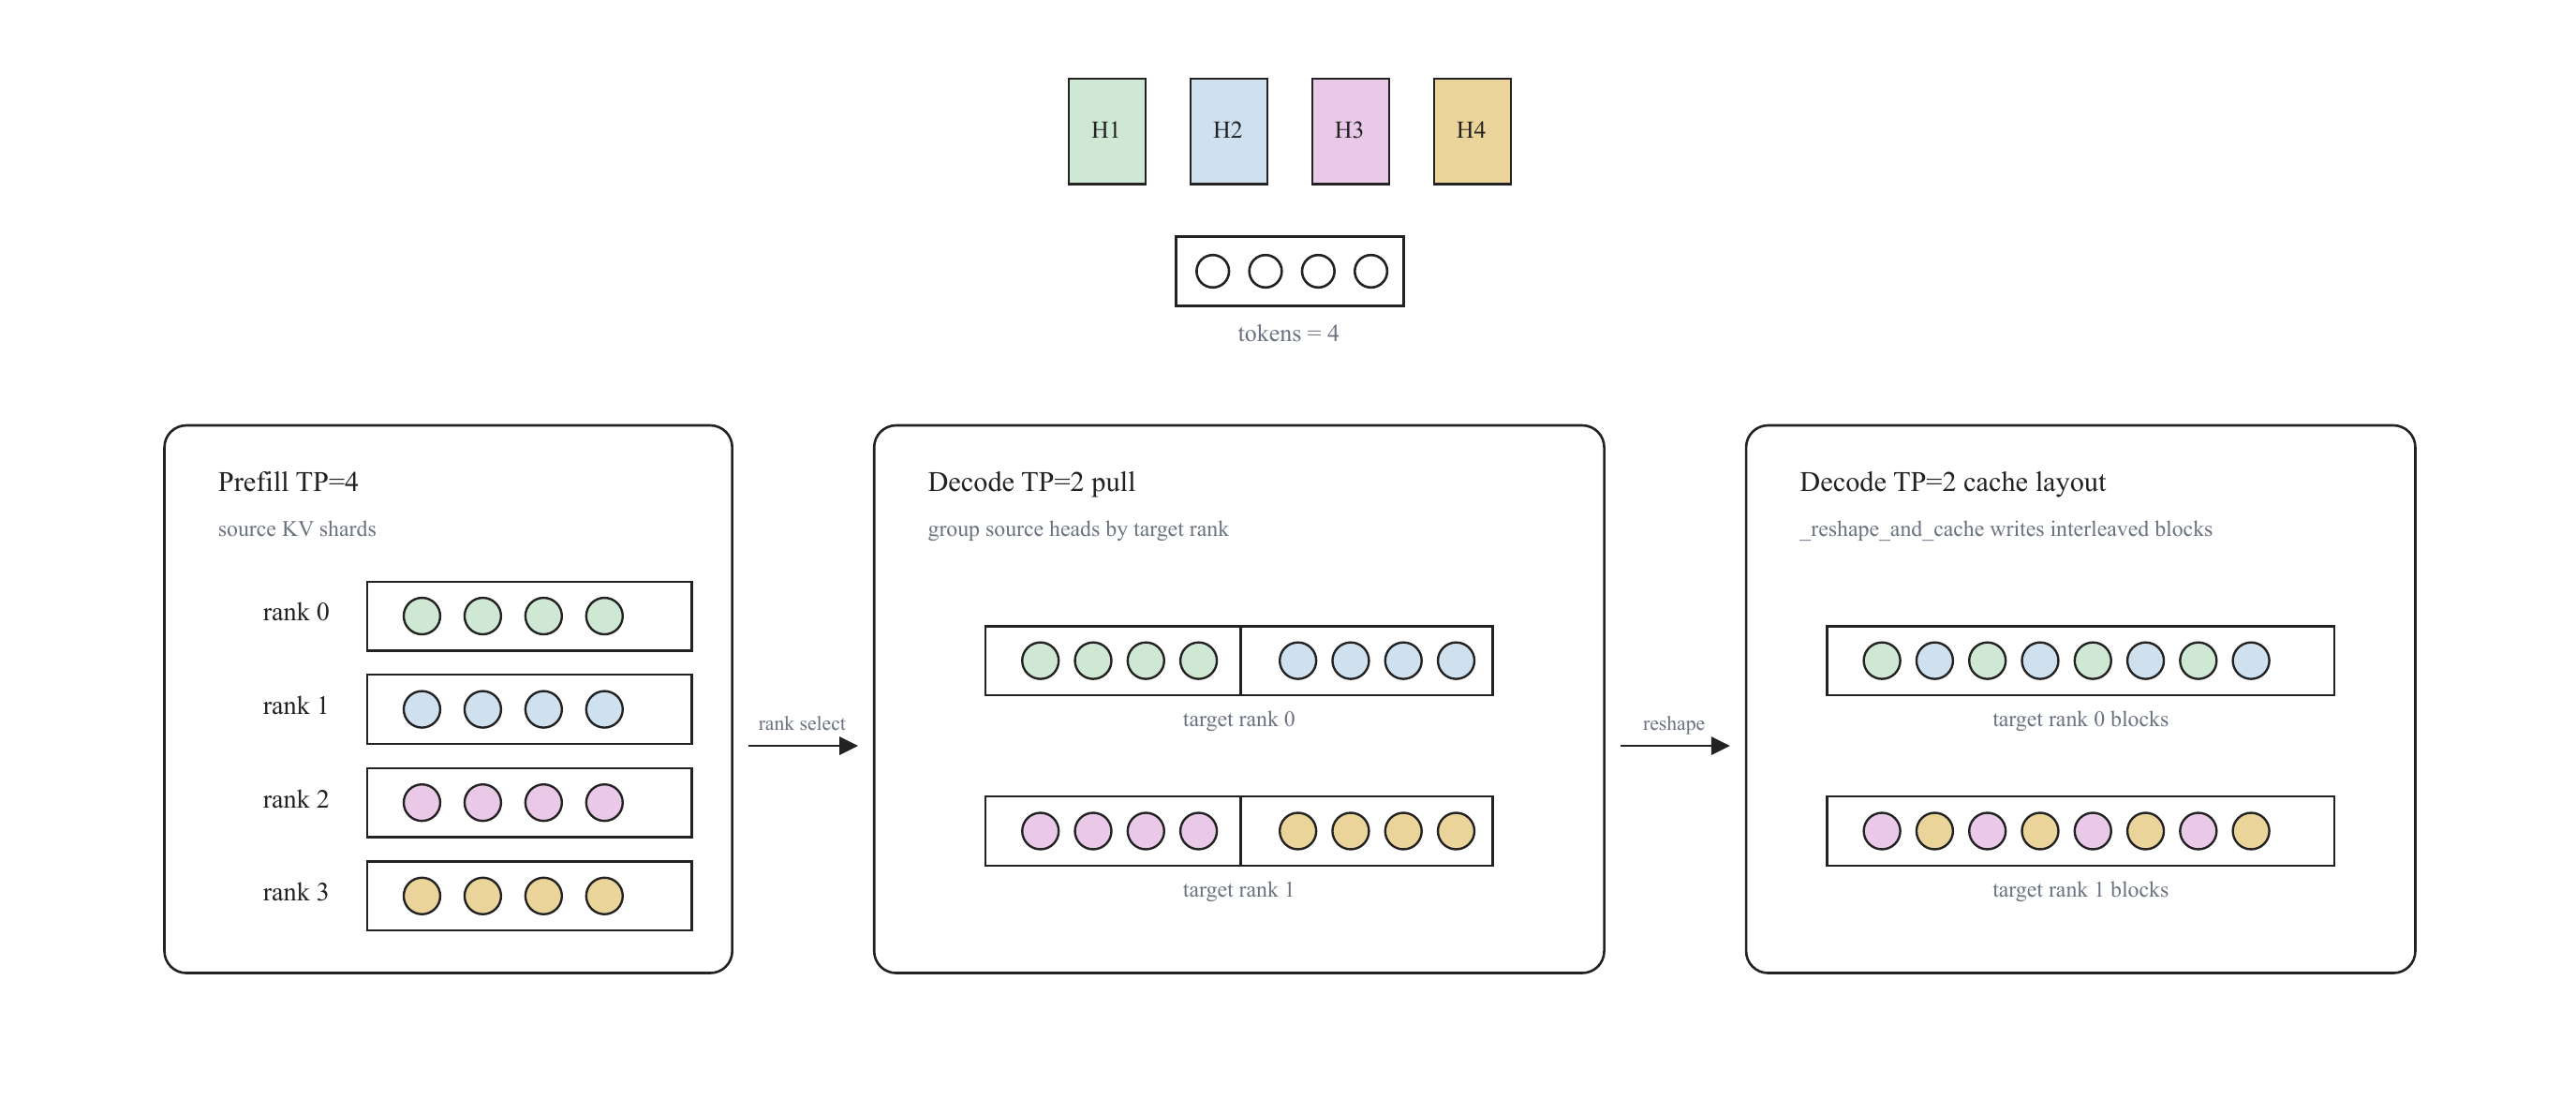 H1 H2 H3 H4
tokens = 4
Prefill TP=4
source KV shards
rank 0
rank 1
rank 2
rank 3
rank select
Decode TP=2 pull
group source heads by target rank
target rank 0
target rank 1
reshape
Decode TP=2 cache layout
_reshape_and_cache writes interleaved blocks
target rank 0 blocks
target rank 1 blocks